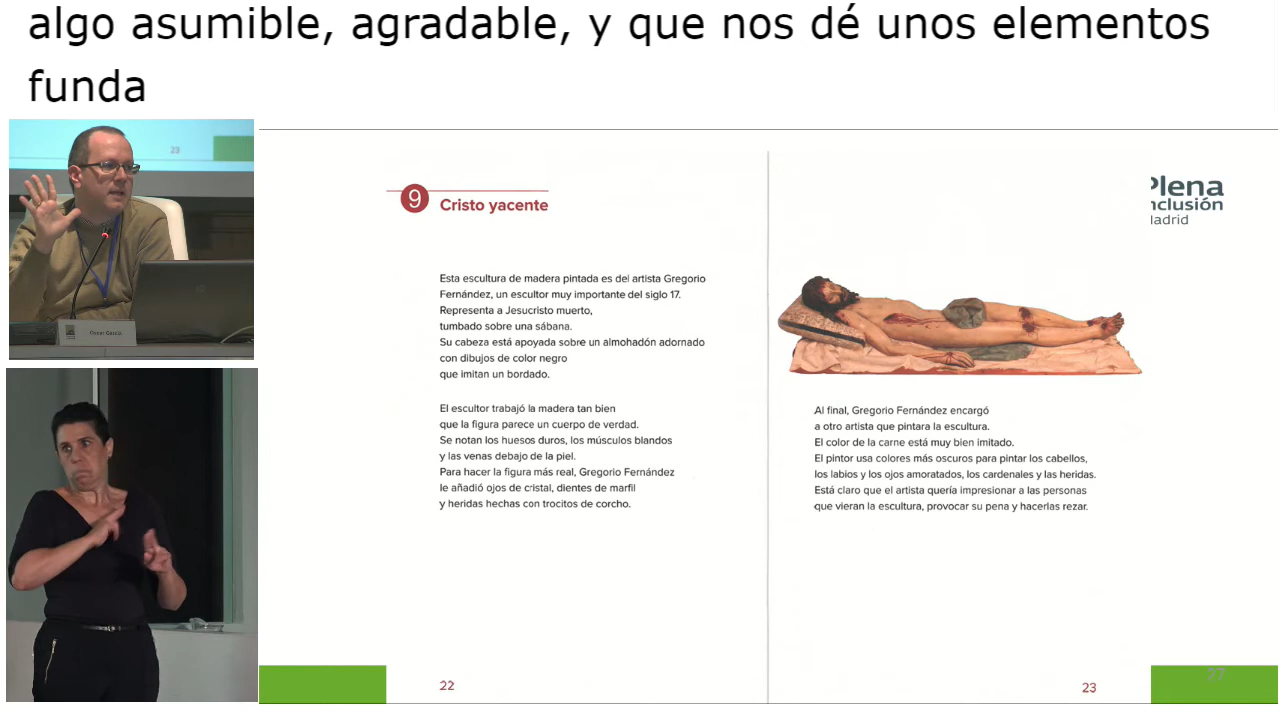 algo asumible, agradable, y que nos dé unos elementos
funda
23
Oscar García
9
Cristo yacente
Plena
inclusión
Madrid
Esta escultura de madera pintada es del artista Gregorio
Fernández, un escultor muy importante del siglo 17.
Representa a Jesucristo muerto,
tumbado sobre una sábana.
Su cabeza está apoyada sobre un almohadón adornado
con dibujos de color negro
que imitan un bordado.
El escultor trabajó la madera tan bien
que la figura parece un cuerpo de verdad.
Se notan los huesos duros, los músculos blandos
y las venas debajo de la piel.
Para hacer la figura más real, Gregorio Fernández
le añadió ojos de cristal, dientes de marfil
y heridas hechas con trocitos de corcho.
22
Al final, Gregorio Fernández encargó
a otro artista que pintara la escultura.
El color de la carne está muy bien imitado.
El pintor usa colores más oscuros para pintar los cabellos,
los labios y los ojos amoratados, los cardenales y las heridas.
Está claro que el artista quería impresionar a las personas
que vieran la escultura, provocar su pena y hacerlas rezar.
23
27